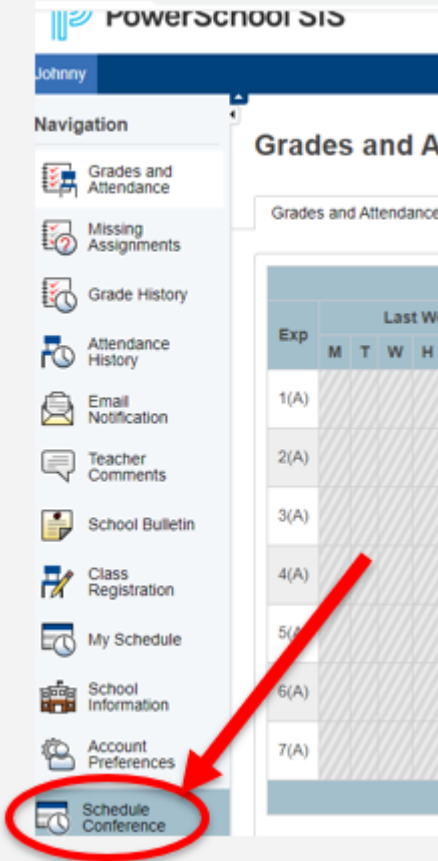 PowerSchool SIS
Johnny
Navigation
Grades and
Attendance
Missing
Assignments
Grade History
Attendance
History
Email
Notification
Teacher
Comments
School Bulletin
Class
Registration
My Schedule
School
Information
Account
Preferences
Schedule
Conference
Grades and A
Grades and Attendance
Exp
Last We
M T W H
1(A)
2(A)
3(A)
4(A)
5(A)
6(A)
7(A)